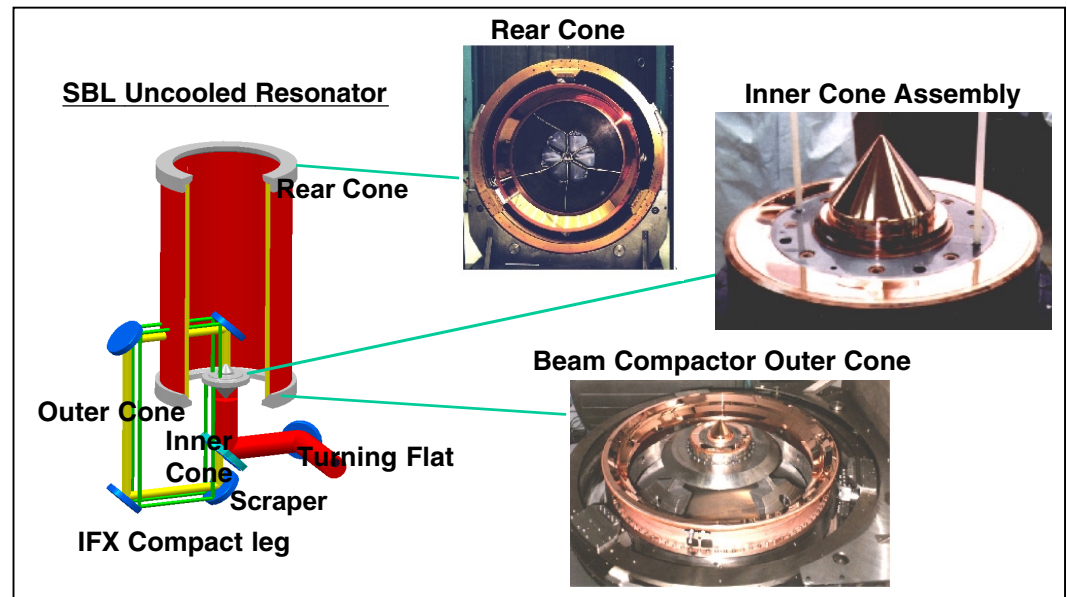 Rear Cone
SBL Uncooled Resonator
Inner Cone Assembly
Rear Cone
Beam Compactor Outer Cone
Outer Cone
Inner
Cone
Turning Flat
Scraper
IFX Compact leg